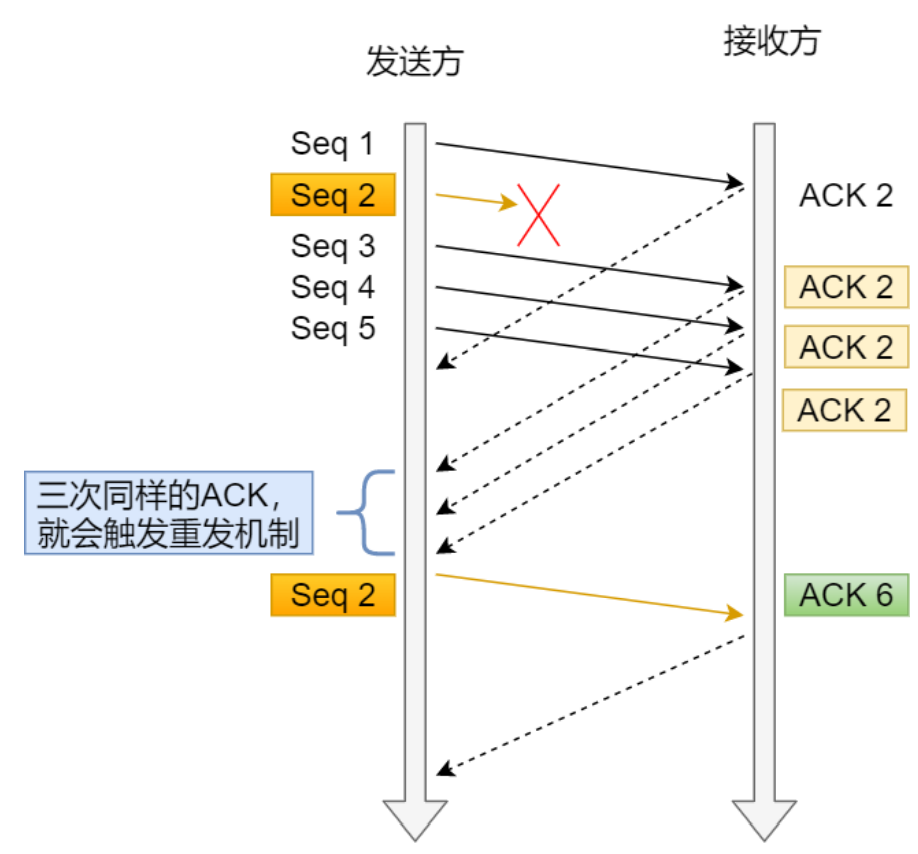 发送方
接收方
Seq 1
Seq 2
ACK 2
Seq 3
Seq 4
ACK 2
Seq 5
ACK 2
ACK 2
三次同样的ACK，
就会触发重发机制
Seq 2
ACK 6